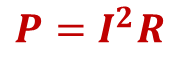 P = I²R